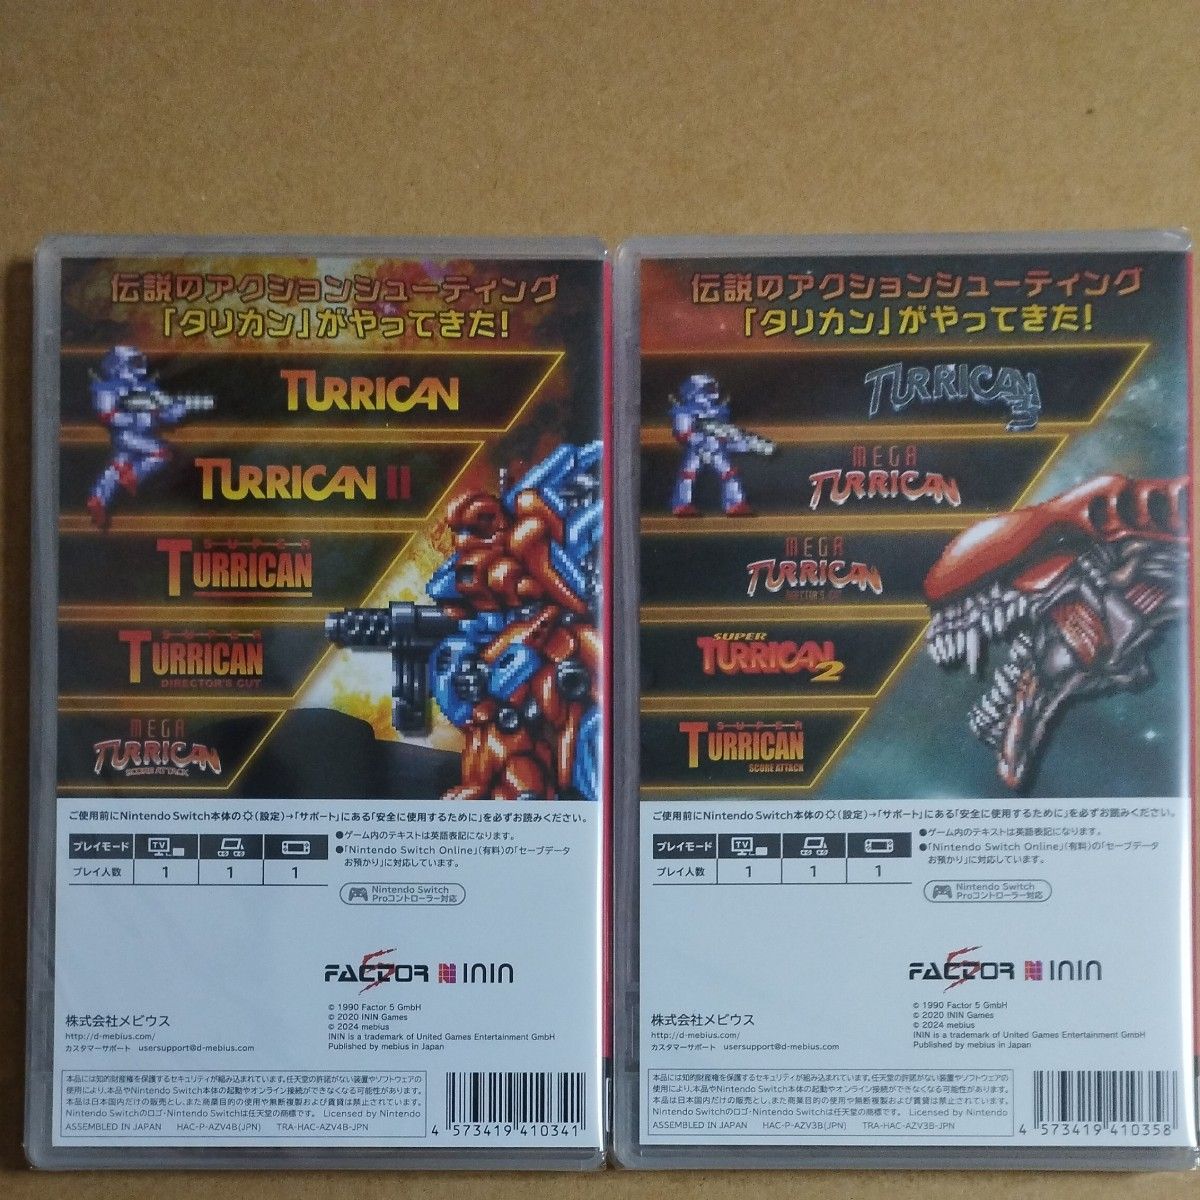 伝説のアクションシューティング
「タリカン」がやってきた!
TURRICAN
TURRICAN II
SUPER
TURRICAN
SUPER
TURRICAN
DIRECTOR'S CUT
MEGA
TURRICAN
SCORE ATTACK
ご使用前にNintendo Switch本体の(設定)→「サポート」にある「安全に使用するために」を必ずお読みください。
プレイモード TV
プレイ人数 1 1 1
●ゲーム内のテキストは英語表記になります。
●「Nintendo Switch Online」(有料)の「セーブデータ
お預かり」に対応しています。
Nintendo Switch
Proコントローラー対応
FACTOR 5 ININ
© 1990 Factor 5 GmbH
© 2020 ININ Games
© 2024 mebius
ININ is a trademark of United Games Entertainment GmbH
Published by mebius in Japan
株式会社メビウス
http://d-mebius.com/
カスタマーサポート usersupport@d-mebius.com
本品には知的財産権を保護するセキュリティが組み込まれています。任天堂の許諾がない装置やソフトウェアの
使用により、本品やNintendo Switch本体の起動やオンライン接続ができなくなる可能性があります。
本品は日本国内だけの販売とし、また商業目的の使用や無断複製および賃貸は禁止されています。
Nintendo Switchのロゴ・Nintendo Switchは任天堂の商標です。 Licensed by Nintendo
ASSEMBLED IN JAPAN HAC-P-AZV4B(JPN) TRA-HAC-AZV4B-JPN
4 573419 410341
伝説のアクションシューティング
「タリカン」がやってきた!
TURRICAN 3
MEGA
TURRICAN
MEGA
TURRICAN
DIRECTOR'S CUT
SUPER
TURRICAN 2
SUPER
TURRICAN
SCORE ATTACK
ご使用前にNintendo Switch本体の(設定)→「サポート」にある「安全に使用するために」を必ずお読みください。
プレイモード TV
プレイ人数 1 1 1
●ゲーム内のテキストは英語表記になります。
●「Nintendo Switch Online」(有料)の「セーブデータ
お預かり」に対応しています。
Nintendo Switch
Proコントローラー対応
FACTOR 5 ININ
© 1990 Factor 5 GmbH
© 2020 ININ Games
© 2024 mebius
ININ is a trademark of United Games Entertainment GmbH
Published by mebius in Japan
株式会社メビウス
http://d-mebius.com/
カスタマーサポート usersupport@d-mebius.com
本品には知的財産権を保護するセキュリティが組み込まれています。任天堂の許諾がない装置やソフトウェアの
使用により、本品やNintendo Switch本体の起動やオンライン接続ができなくなる可能性があります。
本品は日本国内だけの販売とし、また商業目的の使用や無断複製および賃貸は禁止されています。
Nintendo Switchのロゴ・Nintendo Switchは任天堂の商標です。 Licensed by Nintendo
ASSEMBLED IN JAPAN HAC-P-AZV3B(JPN) TRA-HAC-AZV3B-JPN
4 573419 410358